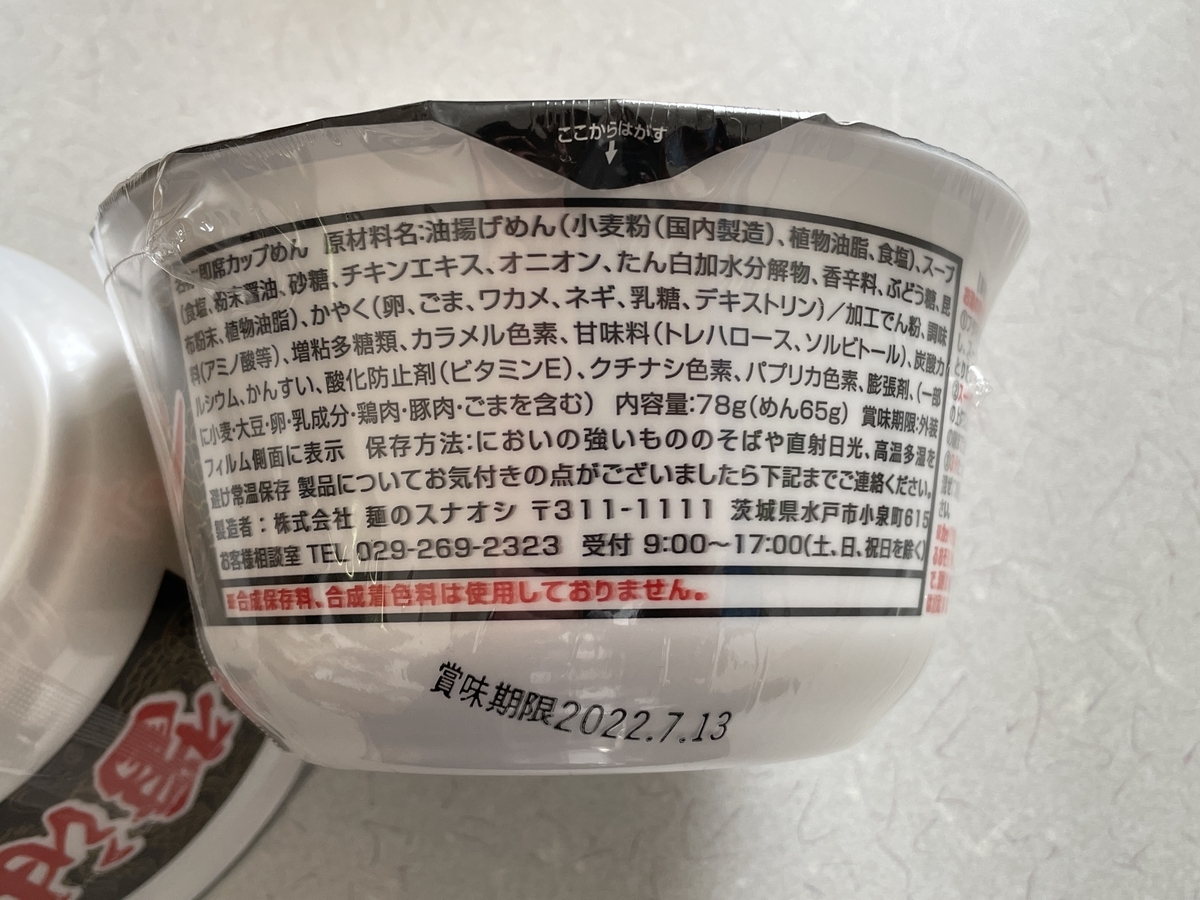 ここからはがす
即席カップめん 原材料名:油揚げめん(小麦粉(国内製造)、植物油脂、食塩)、スープ
(食塩、粉末醤油、砂糖、チキンエキス、オニオン、たん白加水分解物、香辛料、ぶどう糖、昆
布粉末、植物油脂)、かやく(卵、ごま、ワカメ、ネギ、乳糖、デキストリン)/加工でん粉、調味
料(アミノ酸等)、増粘多糖類、カラメル色素、甘味料(トレハロース、ソルビトール)、炭酸カ
ルシウム、かんすい、酸化防止剤(ビタミンE)、クチナシ色素、パプリカ色素、膨張剤、(一部
に小麦・大豆・卵・乳成分・鶏肉・豚肉・ごまを含む) 内容量:78g(めん65g) 賞味期限:外装
フィルム側面に表示 保存方法:においの強いもののそばや直射日光、高温多湿を
避け常温保存 製品についてお気付きの点がございましたら下記までご連絡ください。
製造者:株式会社 麺のスナオシ 〒311-1111 茨城県水戸市小泉町615
お客様相談室 TEL 029-269-2323 受付 9:00〜17:00(土、日、祝日を除く)
※合成保存料、合成着色料は使用しておりません。
賞味期限2022.7.13